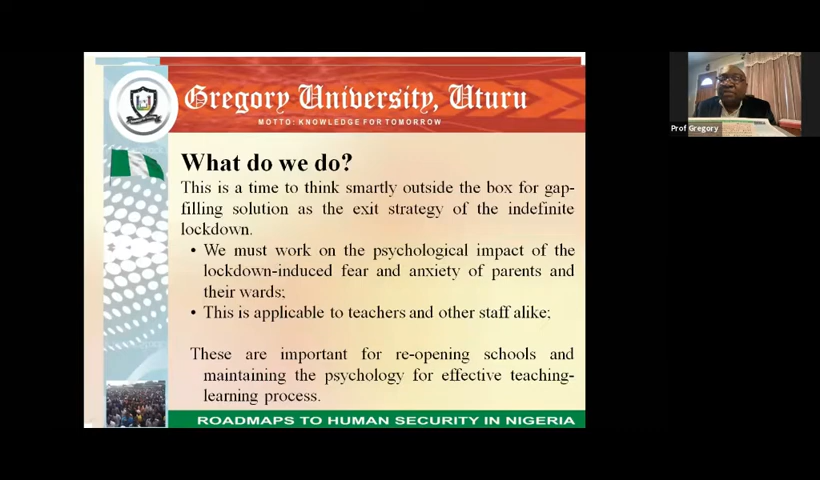 Gregory University, Uturu
MOTTO: KNOWLEDGE FOR TOMORROW
Prof Gregory
What do we do?
This is a time to think smartly outside the box for gap-
filling solution as the exit strategy of the indefinite
lockdown.
• We must work on the psychological impact of the
lockdown-induced fear and anxiety of parents and
their wards;
• This is applicable to teachers and other staff alike;
These are important for re-opening schools and
maintaining the psychology for effective teaching-
learning process.
ROADMAPS TO HUMAN SECURITY IN NIGERIA